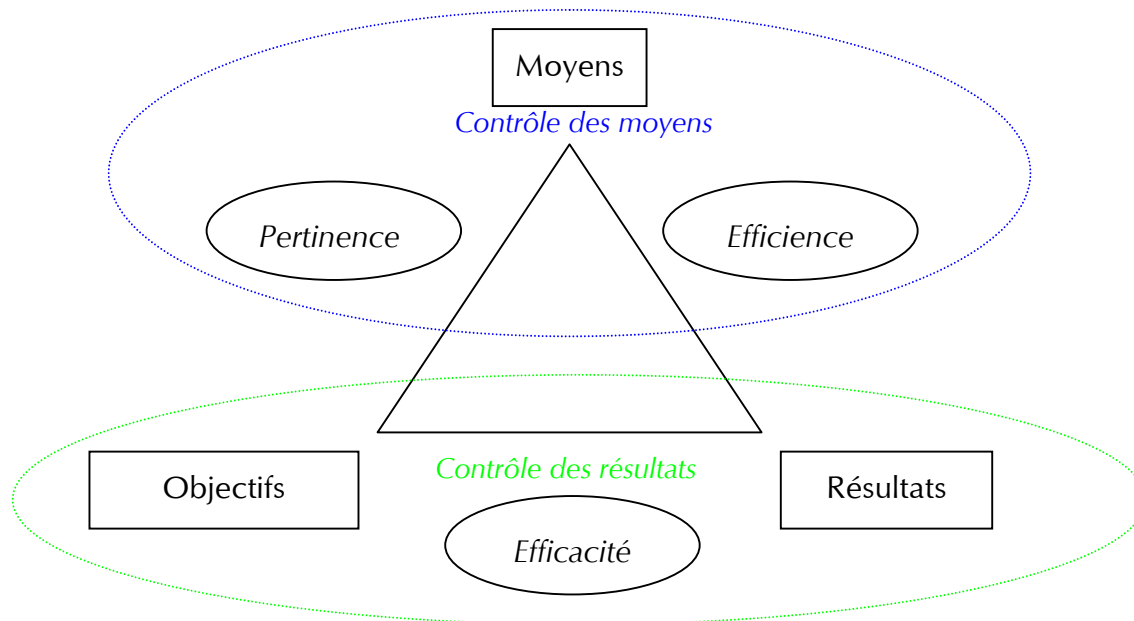 Moyens
Contrôle des moyens
Pertinence
Efficience
Contrôle des résultats
Objectifs
Résultats
Efficacité